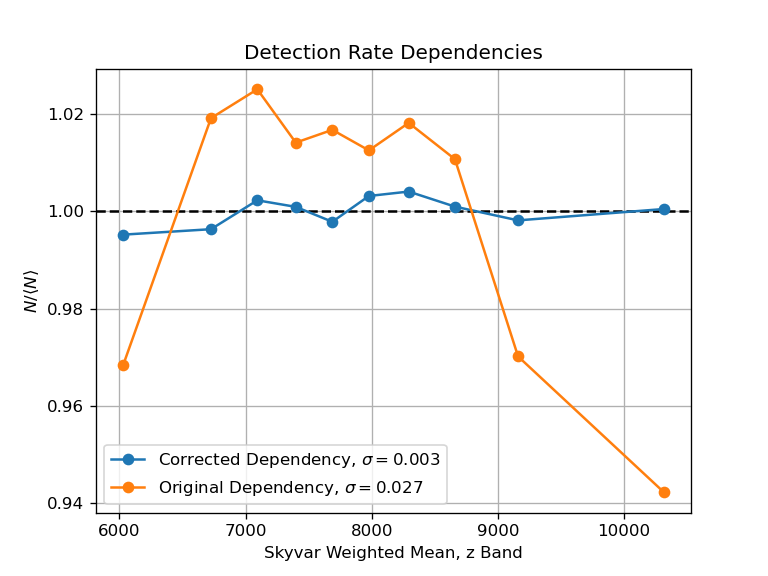 Detection Rate Dependencies
N/⟨N⟩
1.02
1.00
0.98
0.96
0.94
Corrected Dependency, σ = 0.003
Original Dependency, σ = 0.027
6000 7000 8000 9000 10000
Skyvar Weighted Mean, z Band